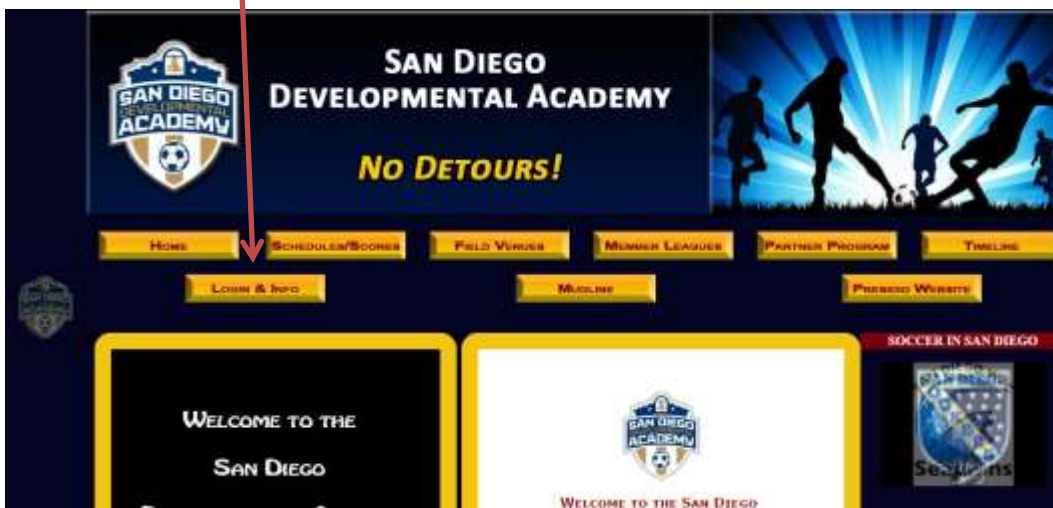 SAN DIEGO
DEVELOPMENTAL
ACADEMY
SAN DIEGO
DEVELOPMENTAL ACADEMY
NO DETOURS!
HOME
SCHEDULES/SCORES
FIELD VENUES
MEMBER LEAGUES
PARTNER PROGRAM
TIMELINE
LOGIN & INFO
MUDLINE
PRESIDIO WEBSITE
SOCCER IN SAN DIEGO
WELCOME TO THE
SAN DIEGO
SAN DIEGO
ACADEMY
WELCOME TO THE SAN DIEGO